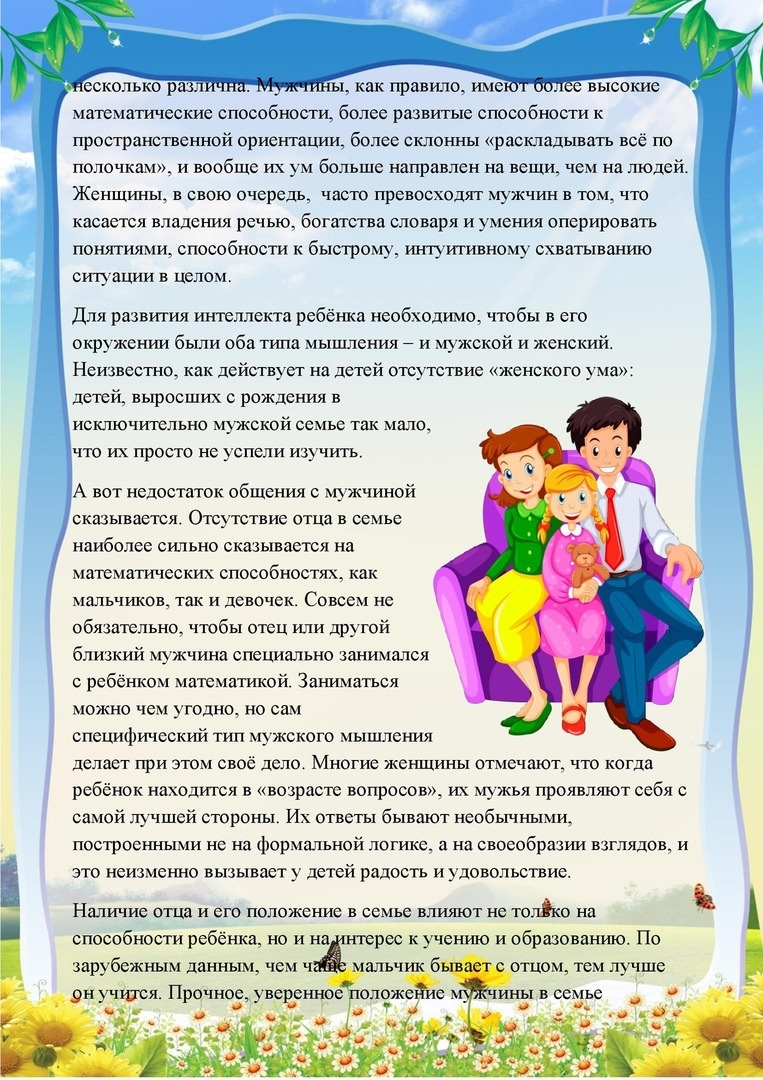 несколько различна. Мужчины, как правило, имеют более высокие
математические способности, более развитые способности к
пространственной ориентации, более склонны «раскладывать всё по
полочкам», и вообще их ум больше направлен на вещи, чем на людей.
Женщины, в свою очередь,  часто превосходят мужчин в том, что
касается владения речью, богатства словаря и умения оперировать
понятиями, способности к быстрому, интуитивному схватыванию
ситуации в целом.
Для развития интеллекта ребёнка необходимо, чтобы в его
окружении были оба типа мышления – и мужской и женский.
Неизвестно, как действует на детей отсутствие «женского ума»:
детей, выросших с рождения в
исключительно мужской семье так мало,
что их просто не успели изучить.
А вот недостаток общения с мужчиной
сказывается. Отсутствие отца в семье
наиболее сильно сказывается на
математических способностях, как
мальчиков, так и девочек. Совсем не
обязательно, чтобы отец или другой
близкий мужчина специально занимался
с ребёнком математикой. Заниматься
можно чем угодно, но сам
специфический тип мужского мышления
делает при этом своё дело. Многие женщины отмечают, что когда
ребёнок находится в «возрасте вопросов», их мужья проявляют себя с
самой лучшей стороны. Их ответы бывают необычными,
построенными не на формальной логике, а на своеобразии взглядов, и
это неизменно вызывает у детей радость и удовольствие.
Наличие отца и его положение в семье влияют не только на
способности ребёнка, но и на интерес к учению и образованию. По
зарубежным данным, чем чаще мальчик бывает с отцом, тем лучше
он учится. Прочное, уверенное положение мужчины в семье